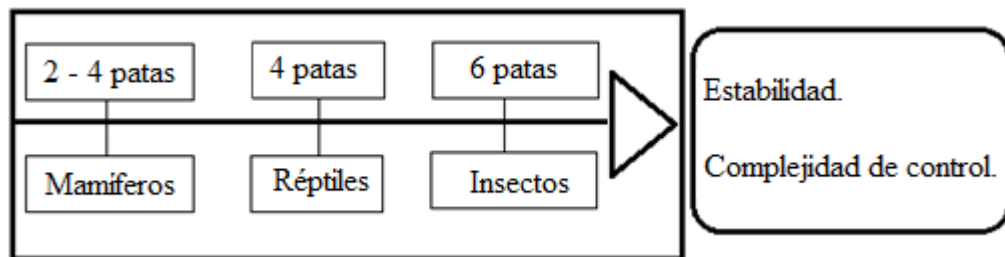 2 - 4 patas
4 patas
6 patas
Mamíferos
Réptiles
Insectos
Estabilidad.
Complejidad de control.